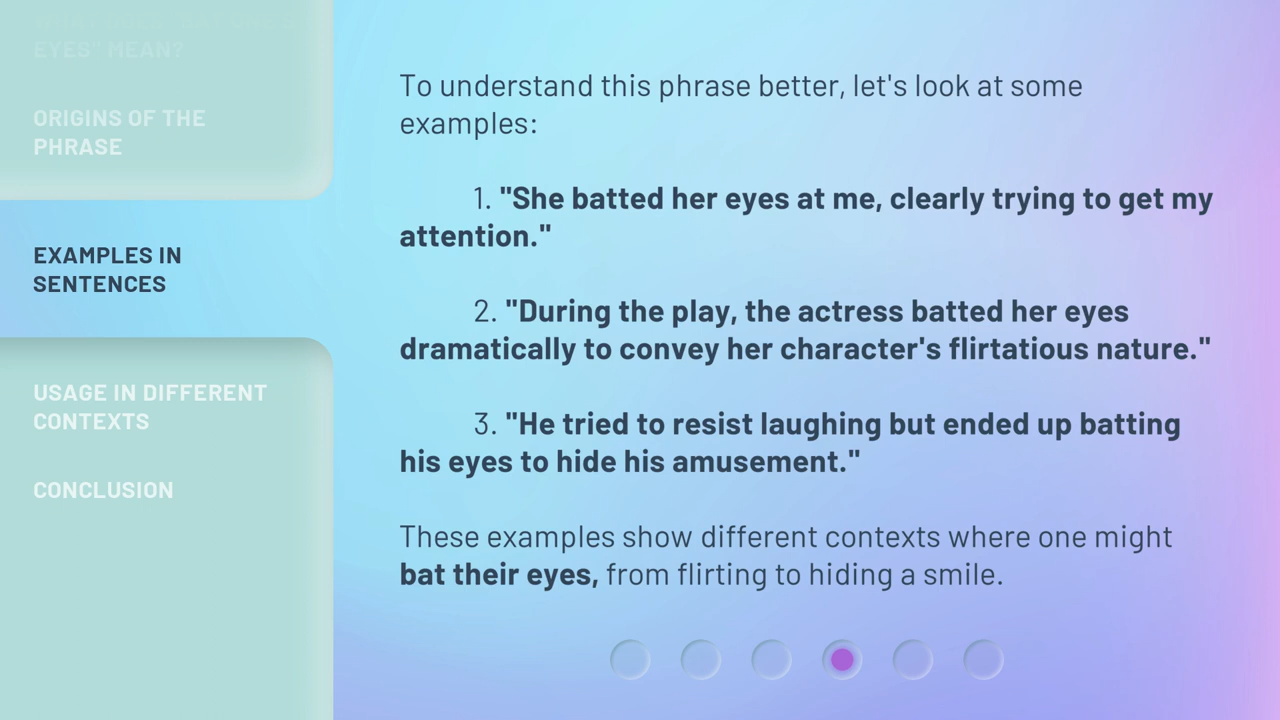 EYES" MEAN?
ORIGINS OF THE
PHRASE
EXAMPLES IN
SENTENCES
USAGE IN DIFFERENT
CONTEXTS
CONCLUSION
To understand this phrase better, let's look at some
examples:
1. "She batted her eyes at me, clearly trying to get my
attention."
2. "During the play, the actress batted her eyes
dramatically to convey her character's flirtatious nature."
3. "He tried to resist laughing but ended up batting
his eyes to hide his amusement."
These examples show different contexts where one might
bat their eyes, from flirting to hiding a smile.